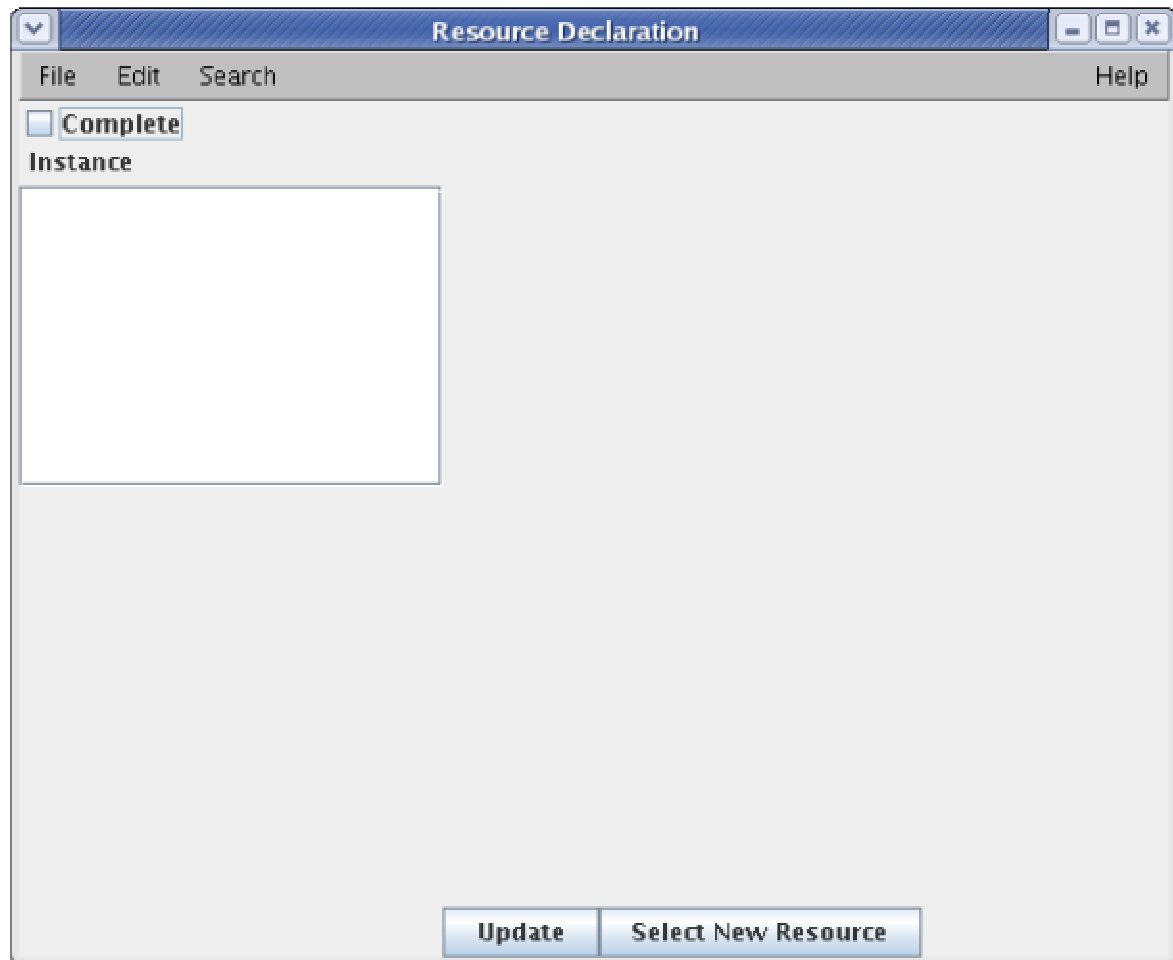 Resource Declaration
File Edit Search Help
Complete
Instance
Update Select New Resource